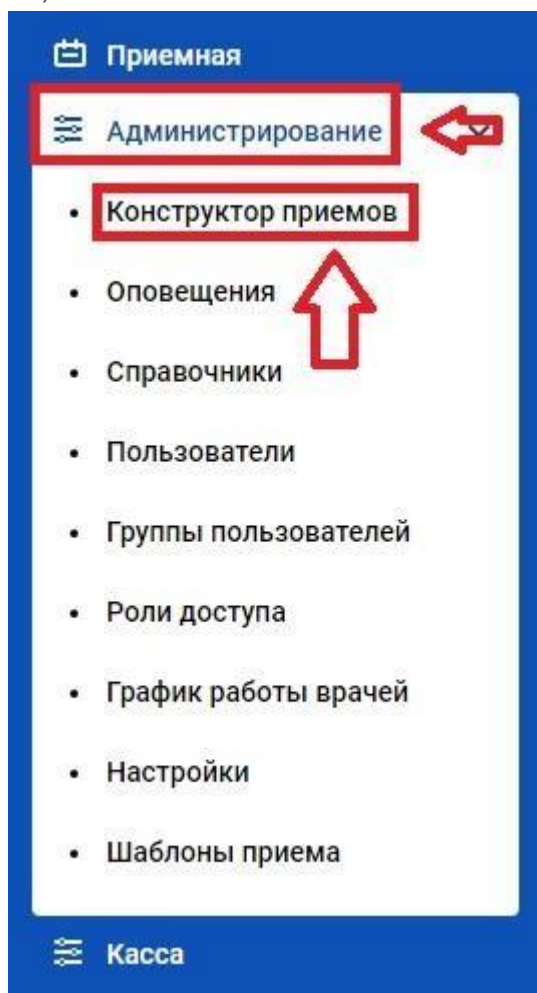 Приемная
Администрирование
Конструктор приемов
Оповещения
Справочники
Пользователи
Группы пользователей
Роли доступа
График работы врачей
Настройки
Шаблоны приема
Касса